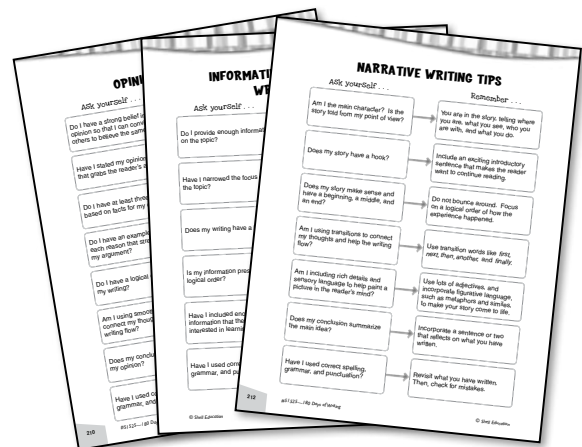 OPINI
Ask yourself . . .
Do I have a strong belief i
opinion so that I can conv
others to believe the same
Have I stated my opinion
that grabs the reader's a
Do I have at least three
based on facts for my
Do I have an example
each reason that stre
my argument?
Do I have a logical
my writing?
Am I using smoo
connect my thoug
writing flow?
Does my conclu
my opinion?
Have I used co
grammar, and
210
#51525—180 Days of Writing
INFORMATI
WR
Ask yourself . . .
Do I provide enough informat
on the topic?
Have I narrowed the focus
the topic?
Does my writing have a
Is my information pres
logical order?
Have I included eno
information that the
interested in learni
Have I used corre
grammar, and pu
© Shell Education
NARRATIVE WRITING TIPS
Ask yourself . . .
Remember . . .
Am I the main character? Is the
story told from my point of view?
You are in the story, telling where
you are, what you see, who you
are with, and what you do.
Does my story have a hook?
Include an exciting introductory
sentence that makes the reader
want to continue reading.
Does my story make sense and
have a beginning, a middle, and
an end?
Do not bounce around. Focus
on a logical order of how the
experience happened.
Am I using transitions to connect
my thoughts and help the writing
flow?
Use transition words like first,
next, then, another, and finally.
Am I including rich details and
sensory language to help paint a
picture in the reader's mind?
Use lots of adjectives, and
incorporate figurative language,
such as metaphors and similes,
to make your story come to life.
Does my conclusion summarize
the main idea?
Incorporate a sentence or two
that reflects on what you have
written.
Have I used correct spelling,
grammar, and punctuation?
Revisit what you have written.
Then, check for mistakes.
212
#51525—180 Days of Writing
© Shell Education